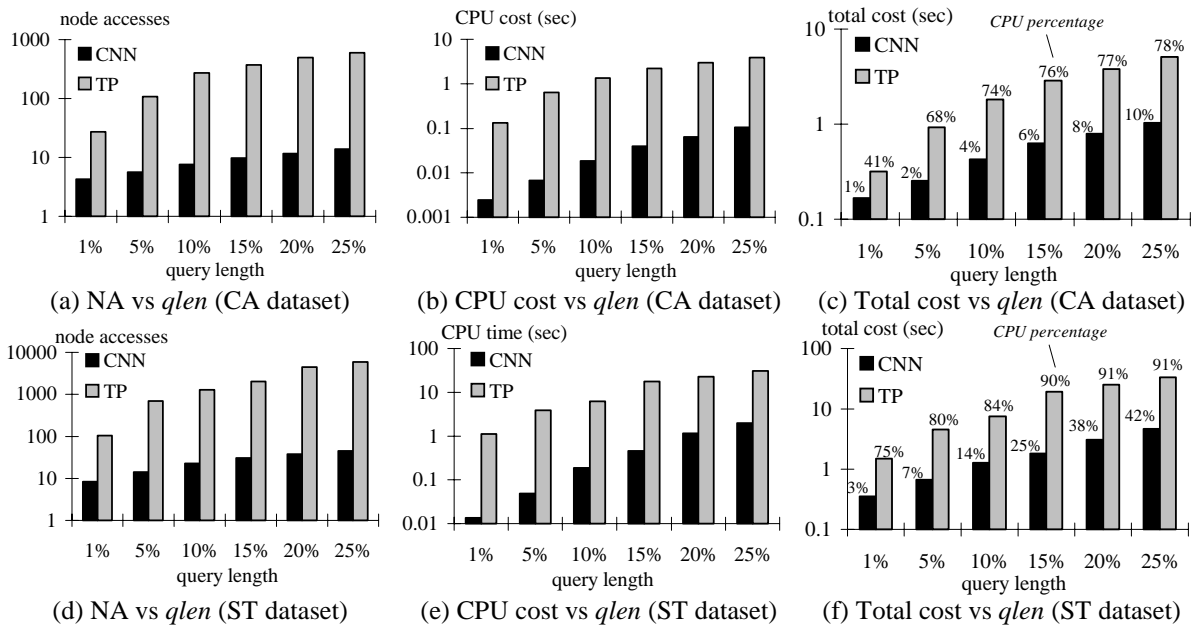 node accesses
1000
100
10
1
CNN
TP
1% 5% 10% 15% 20% 25%
query length
(a) NA vs qlen (CA dataset)
CPU cost (sec)
10
1
0.1
0.01
0.001
CNN
TP
1% 5% 10% 15% 20% 25%
query length
(b) CPU cost vs qlen (CA dataset)
total cost (sec)
CPU percentage
10
1
0.1
CNN
TP
1% 41% 2% 68% 4% 74% 6% 76% 8% 77% 10% 78%
1% 5% 10% 15% 20% 25%
query length
(c) Total cost vs qlen (CA dataset)
node accesses
10000
1000
100
10
1
CNN
TP
1% 5% 10% 15% 20% 25%
query length
(d) NA vs qlen (ST dataset)
CPU time (sec)
100
10
1
0.1
0.01
CNN
TP
1% 5% 10% 15% 20% 25%
query length
(e) CPU cost vs qlen (ST dataset)
total cost (sec)
CPU percentage
100
10
1
0.1
CNN
TP
3% 75% 7% 80% 14% 84% 25% 90% 38% 91% 42% 91%
1% 5% 10% 15% 20% 25%
query length
(f) Total cost vs qlen (ST dataset)